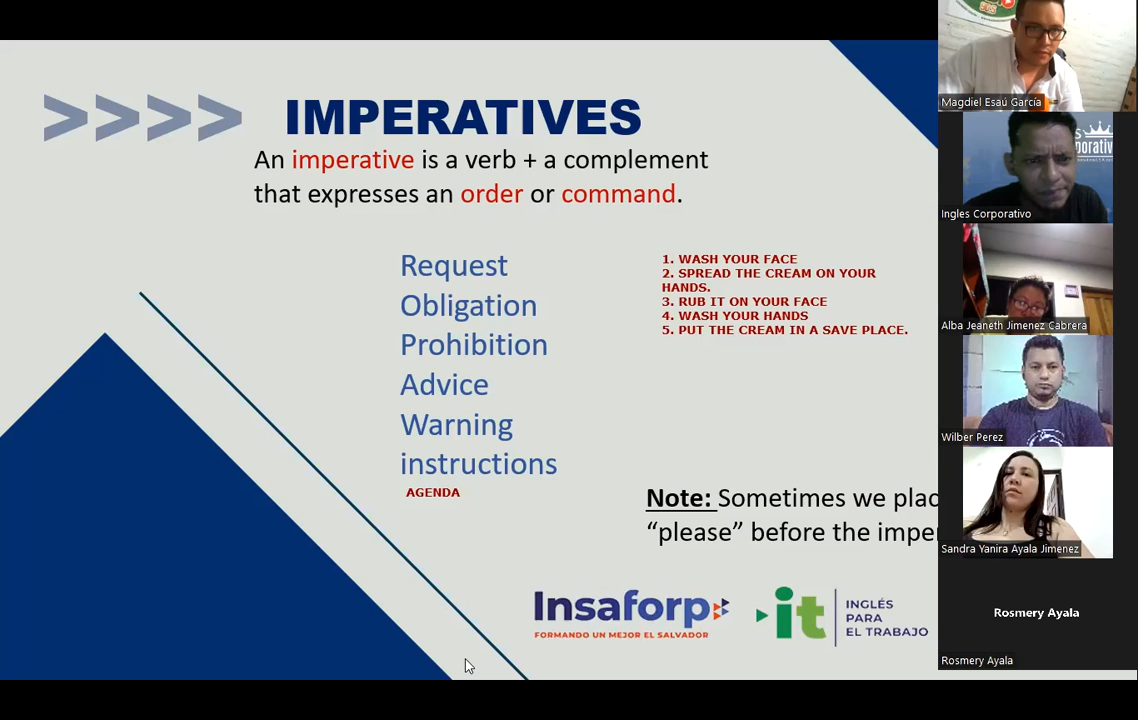 >>>> IMPERATIVES
An imperative is a verb + a complement
that expresses an order or command.
Request
Obligation
Prohibition
Advice
Warning
instructions
AGENDA
1. WASH YOUR FACE
2. SPREAD THE CREAM ON YOUR
HANDS.
3. RUB IT ON YOUR FACE
4. WASH YOUR HANDS
5. PUT THE CREAM IN A SAVE PLACE.
Note: Sometimes we plac
“please” before the imper
Insaforp
FORMANDO UN MEJOR EL SALVADOR
it
INGLÉS
PARA
EL TRABAJO
Magdiel Esaú García
Ingles Corporativo
Alba Jeaneth Jimenez Cabrera
Wilber Perez
Sandra Yanira Ayala Jimenez
Rosmery Ayala
Rosmery Ayala